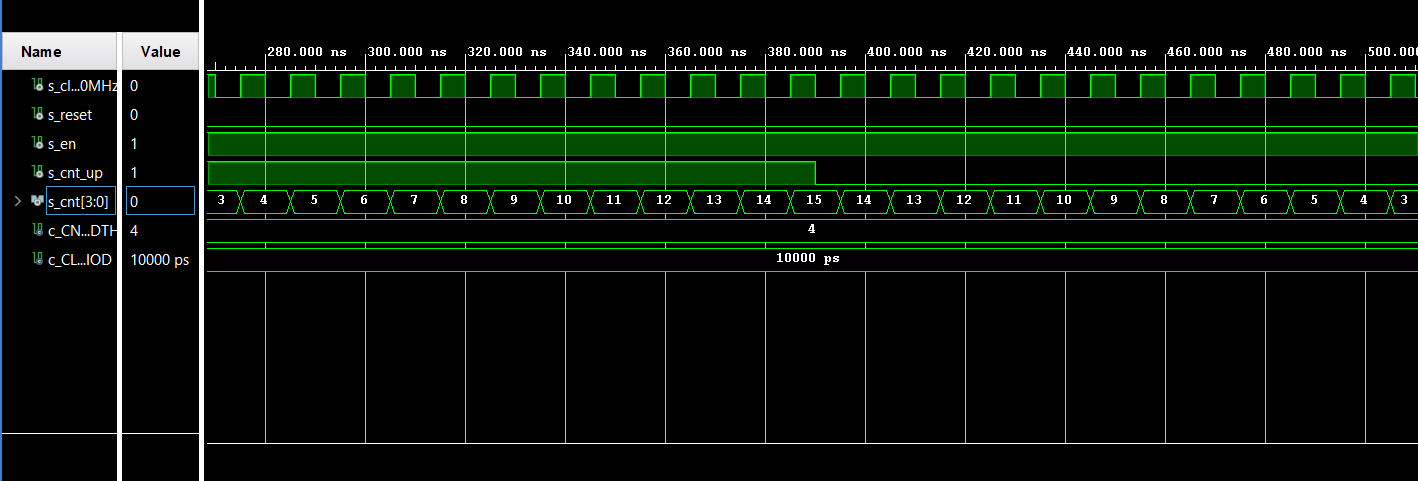 Name Value
280.000 ns 300.000 ns 320.000 ns 340.000 ns 360.000 ns 380.000 ns 400.000 ns 420.000 ns 440.000 ns 460.000 ns 480.000 ns 500.00
s_cl...0MHz 0
s_reset 0
s_en 1
s_cnt_up 1
s_cnt[3:0] 0 3 4 5 6 7 8 9 10 11 12 13 14 15 14 13 12 11 10 9 8 7 6 5 4 3
c_CN...DTH 4 4
c_CL...IOD 10000 ps 10000 ps